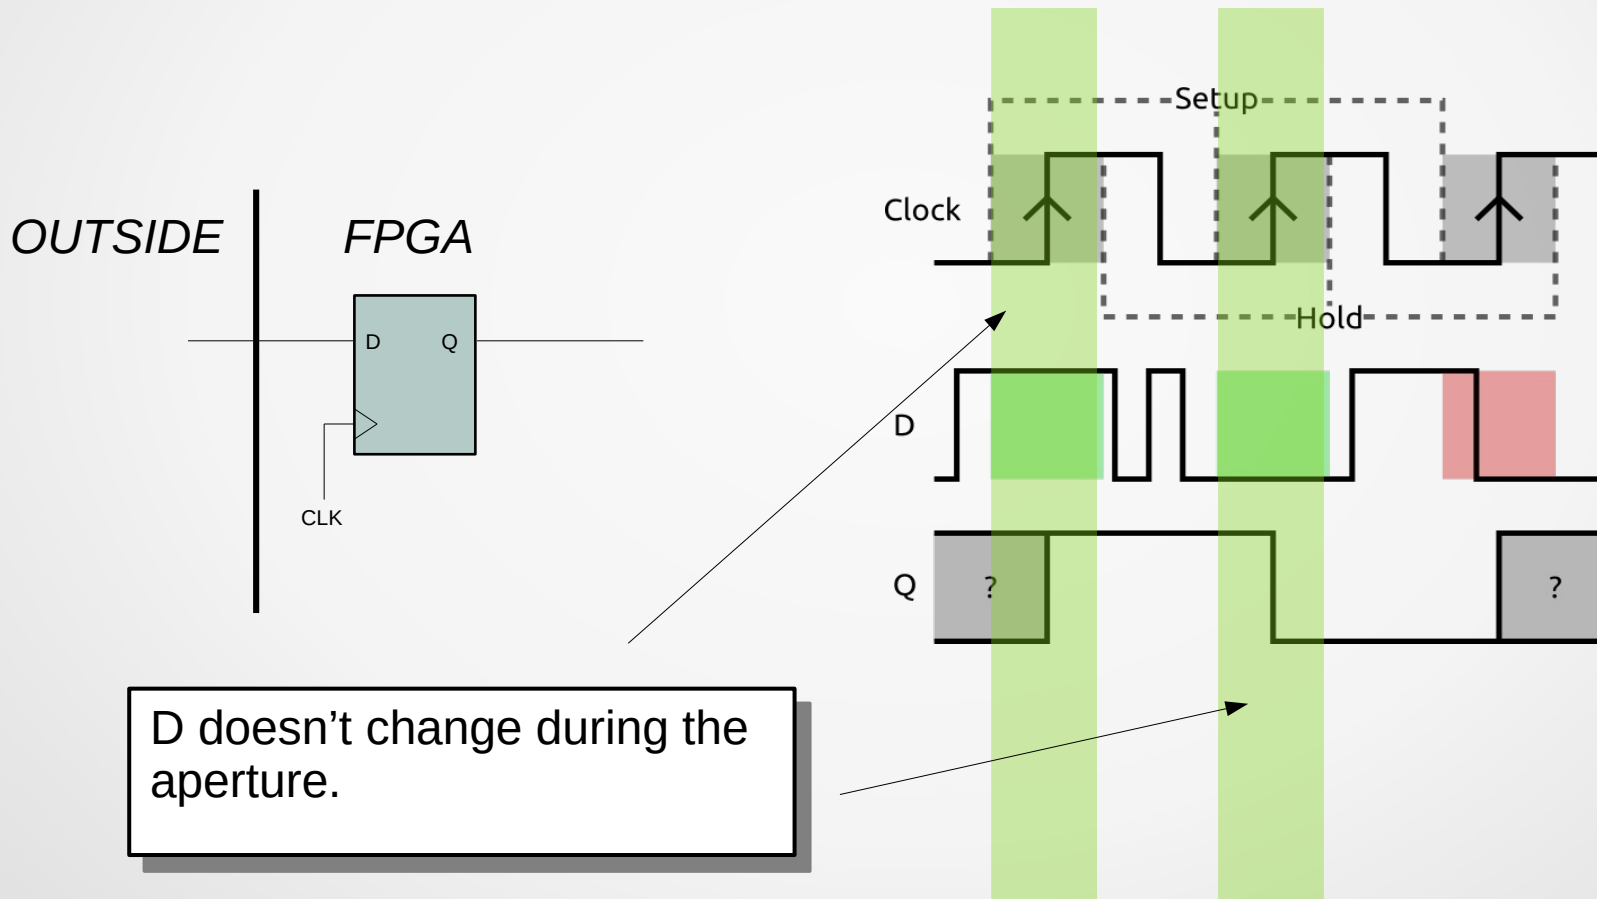 OUTSIDE
FPGA
D
Q
CLK
Setup
Clock
Hold
D
Q
?
?
D doesn’t change during the
aperture.